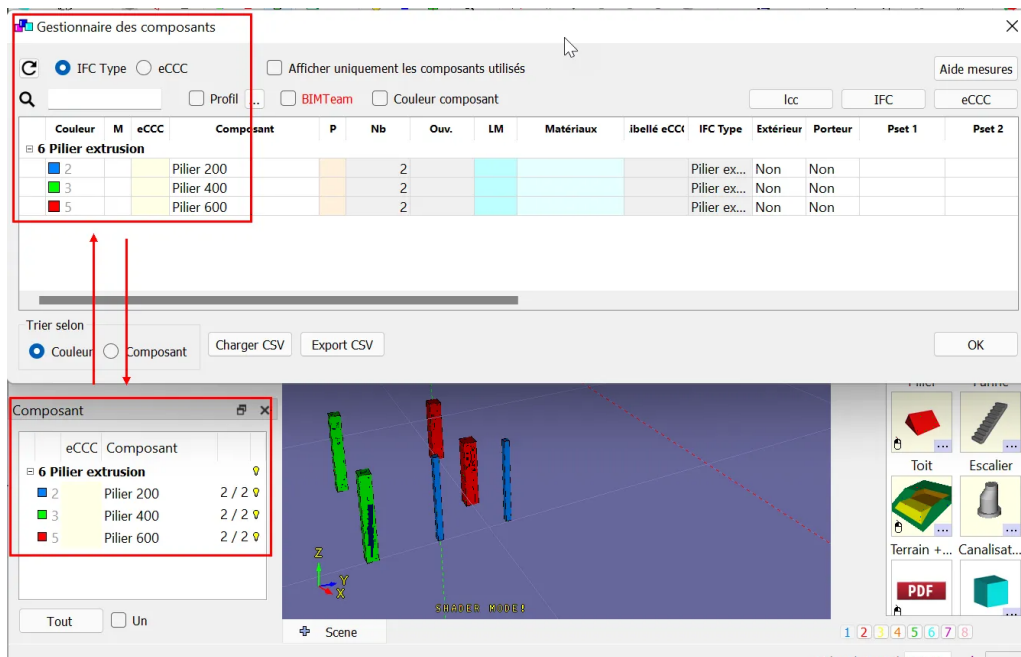 Gestionnaire des composants
IFC Type eCCC Afficher uniquement les composants utilisés Aide mesures
Profil ... BIMTeam Couleur composant Icc IFC eCCC
Couleur M eCCC Composant P Nb Ouv. LM Matériaux ibellé eCC IFC Type Extérieur Porteur Pset 1 Pset 2
6 Pilier extrusion
2 Pilier 200 2 Pilier ex... Non Non
3 Pilier 400 2 Pilier ex... Non Non
5 Pilier 600 2 Pilier ex... Non Non
Trier selon
Couleur Composant Charger CSV Export CSV OK
Composant
eCCC Composant
6 Pilier extrusion
2 Pilier 200 2 / 2
3 Pilier 400 2 / 2
5 Pilier 600 2 / 2
Tout Un
Z
Y
X
SHADER MODE!
Scene
Toit Escalier
Terrain +... Canalisat...
PDF
1 2 3 4 5 6 7 8